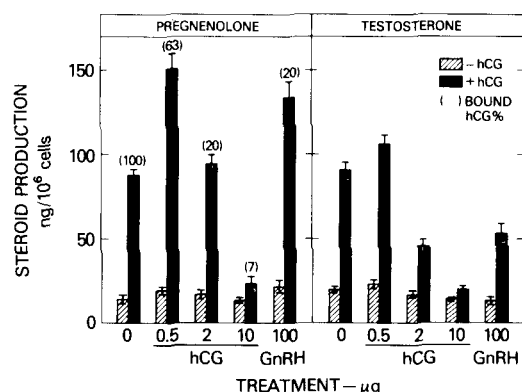 PREGNENOLONE TESTOSTERONE
(63)
(20)
(100)
(20)
(7)
– hCG
+ hCG
( ) BOUND
hCG%
STEROID PRODUCTION
ng/10⁶ cells
150
100
50
0
0 0.5 2 10 100 0 0.5 2 10 100
hCG GnRH hCG GnRH
TREATMENT – μg